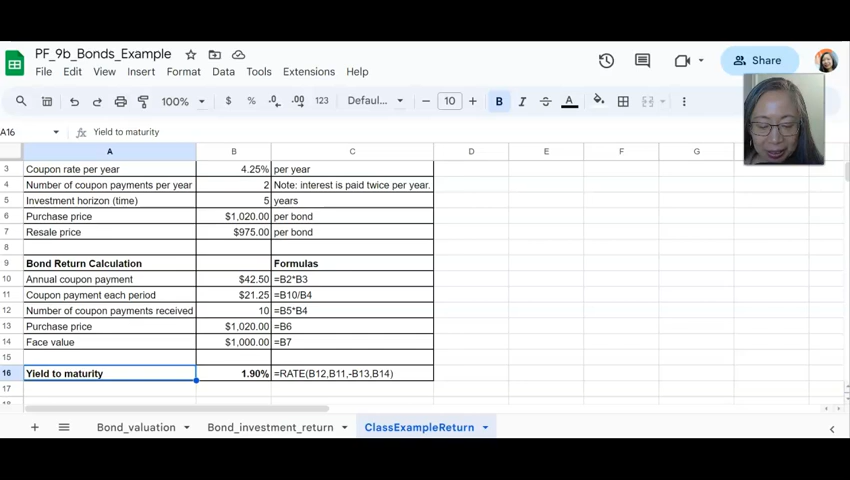 PF_9b_Bonds_Example
File Edit View Insert Format Data Tools Extensions Help
Share
100% $ % .0 .00 123 Defaul... 10 B I S A
A16 fx Yield to maturity
A B C D E F G
3 Coupon rate per year 4.25% per year
4 Number of coupon payments per year 2 Note: interest is paid twice per year.
5 Investment horizon (time) 5 years
6 Purchase price $1,020.00 per bond
7 Resale price $975.00 per bond
8
9 Bond Return Calculation Formulas
10 Annual coupon payment $42.50 =B2*B3
11 Coupon payment each period $21.25 =B10/B4
12 Number of coupon payments received 10 =B5*B4
13 Purchase price $1,020.00 =B6
14 Face value $1,000.00 =B7
15
16 Yield to maturity 1.90% =RATE(B12,B11,-B13,B14)
17
Bond_valuation Bond_investment_return ClassExampleReturn